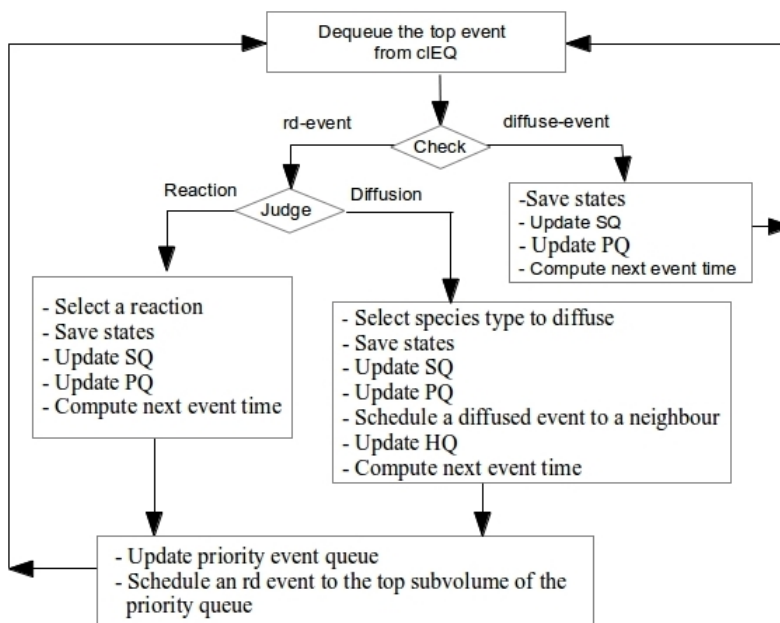 Dequeue the top event
from clEQ
rd-event
diffuse-event
Check
Reaction
Judge
Diffusion
-Save states
- Update SQ
- Update PQ
- Compute next event time
- Select a reaction
- Save states
- Update SQ
- Update PQ
- Compute next event time
- Select species type to diffuse
- Save states
- Update SQ
- Update PQ
- Schedule a diffused event to a neighbour
- Update HQ
- Compute next event time
- Update priority event queue
- Schedule an rd event to the top subvolume of the
priority queue